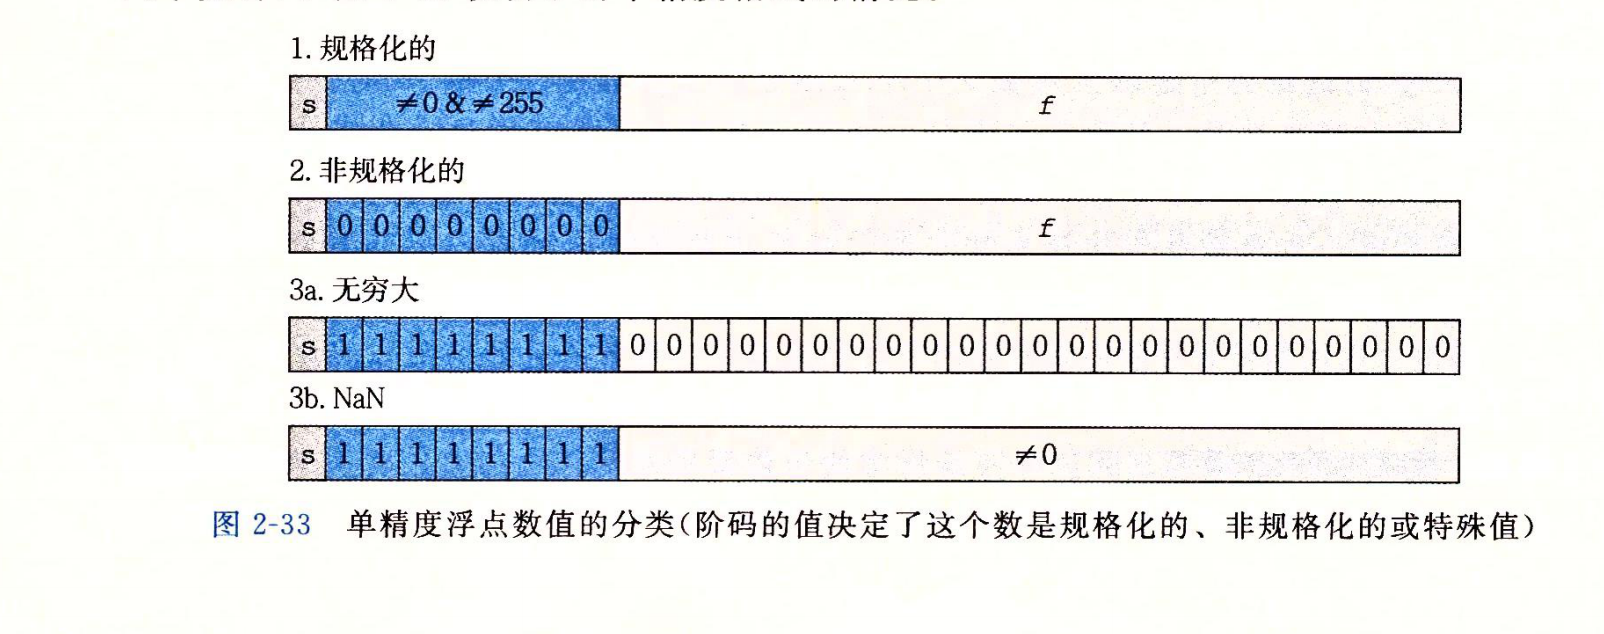 1. 规格化的
s ≠0 & ≠255 f
2. 非规格化的
s 0 0 0 0 0 0 0 0 f
3a. 无穷大
s 1 1 1 1 1 1 1 1 0 0 0 0 0 0 0 0 0 0 0 0 0 0 0 0 0 0 0 0 0 0 0
3b. NaN
s 1 1 1 1 1 1 1 1 ≠0
图 2-33 单精度浮点数值的分类(阶码的值决定了这个数是规格化的、非规格化的或特殊值)